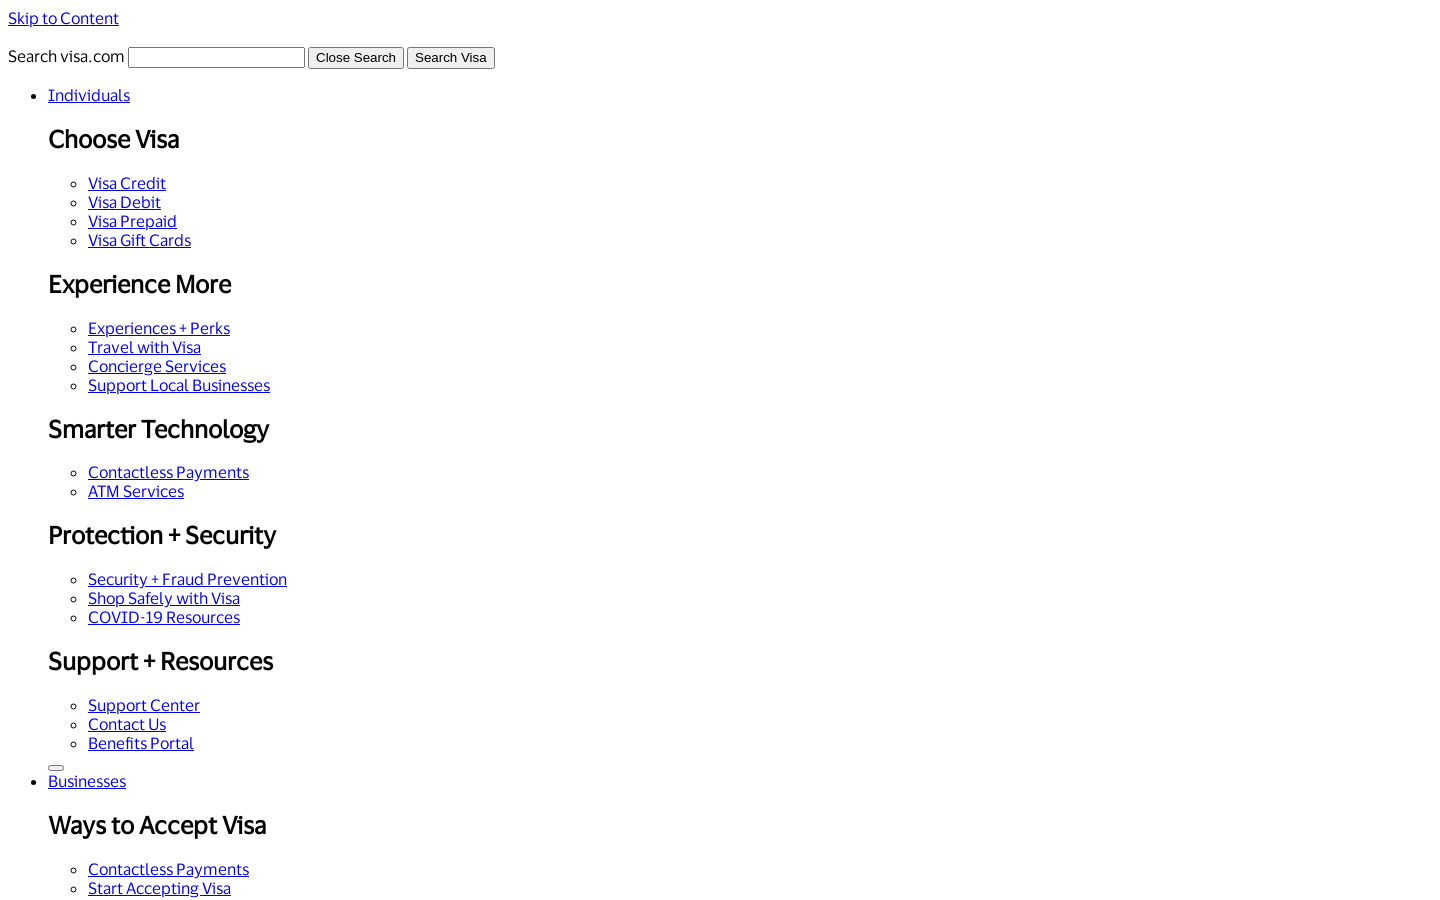 Skip to Content
Search visa.com Close Search Search Visa
Individuals
Choose Visa
Visa Credit
Visa Debit
Visa Prepaid
Visa Gift Cards
Experience More
Experiences + Perks
Travel with Visa
Concierge Services
Support Local Businesses
Smarter Technology
Contactless Payments
ATM Services
Protection + Security
Security + Fraud Prevention
Shop Safely with Visa
COVID-19 Resources
Support + Resources
Support Center
Contact Us
Benefits Portal
Businesses
Ways to Accept Visa
Contactless Payments
Start Accepting Visa